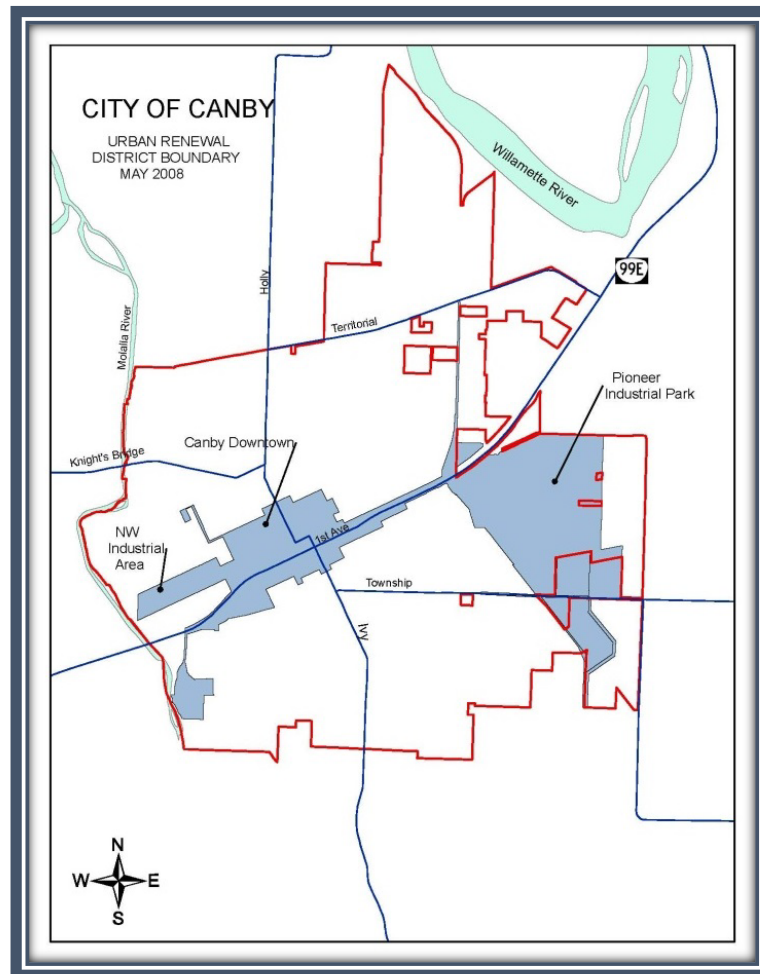 CITY OF CANBY
URBAN RENEWAL
DISTRICT BOUNDARY
MAY 2008
Willamette River
99E
Holly
Molalla River
Territorial
Pioneer
Industrial Park
Canby Downtown
Knight's Bridge
1st Ave
NW
Industrial
Area
Township
Ivy
N
W
E
S